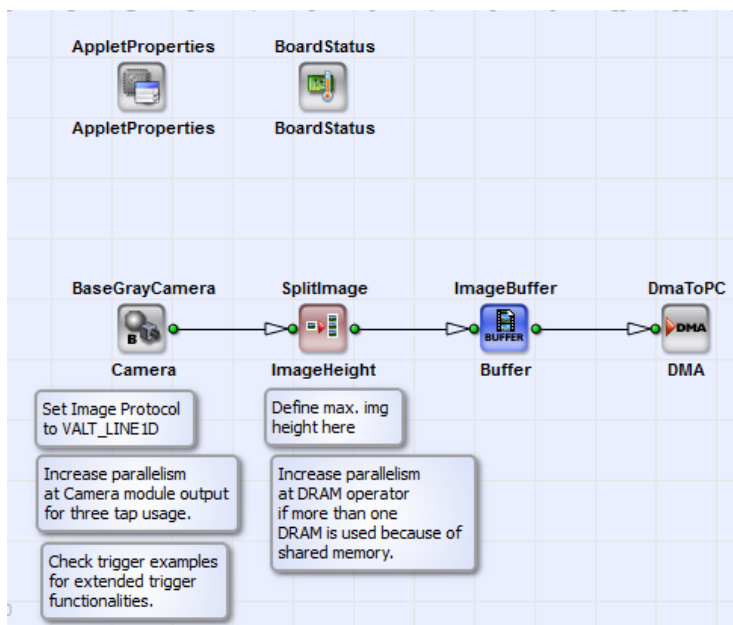 AppletProperties
BoardStatus
AppletProperties
BoardStatus
BaseGrayCamera
SplitImage
ImageBuffer
DmaToPC
B
BUFFER
DMA
Camera
ImageHeight
Buffer
DMA
Set Image Protocol
to VALT_LINE1D
Define max. img
height here
Increase parallelism
at Camera module output
for three tap usage.
Increase parallelism
at DRAM operator
if more than one
DRAM is used because of
shared memory.
Check trigger examples
for extended trigger
functionalities.